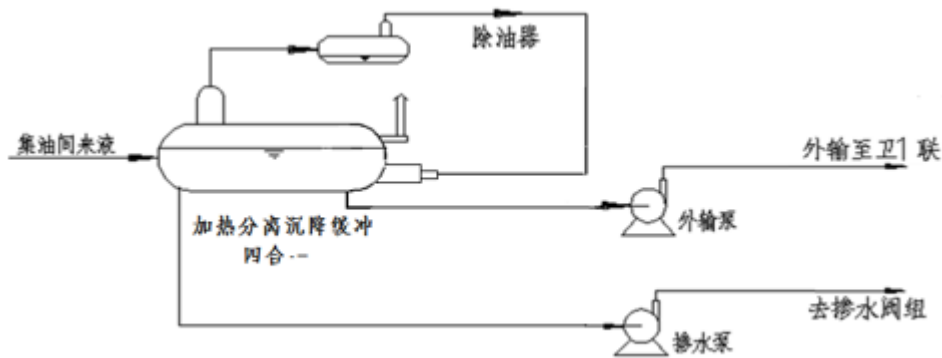 除油器
集油间来液
外输至卫1联
加热分离沉降缓冲
四合一
外输泵
去掺水阀组
掺水泵